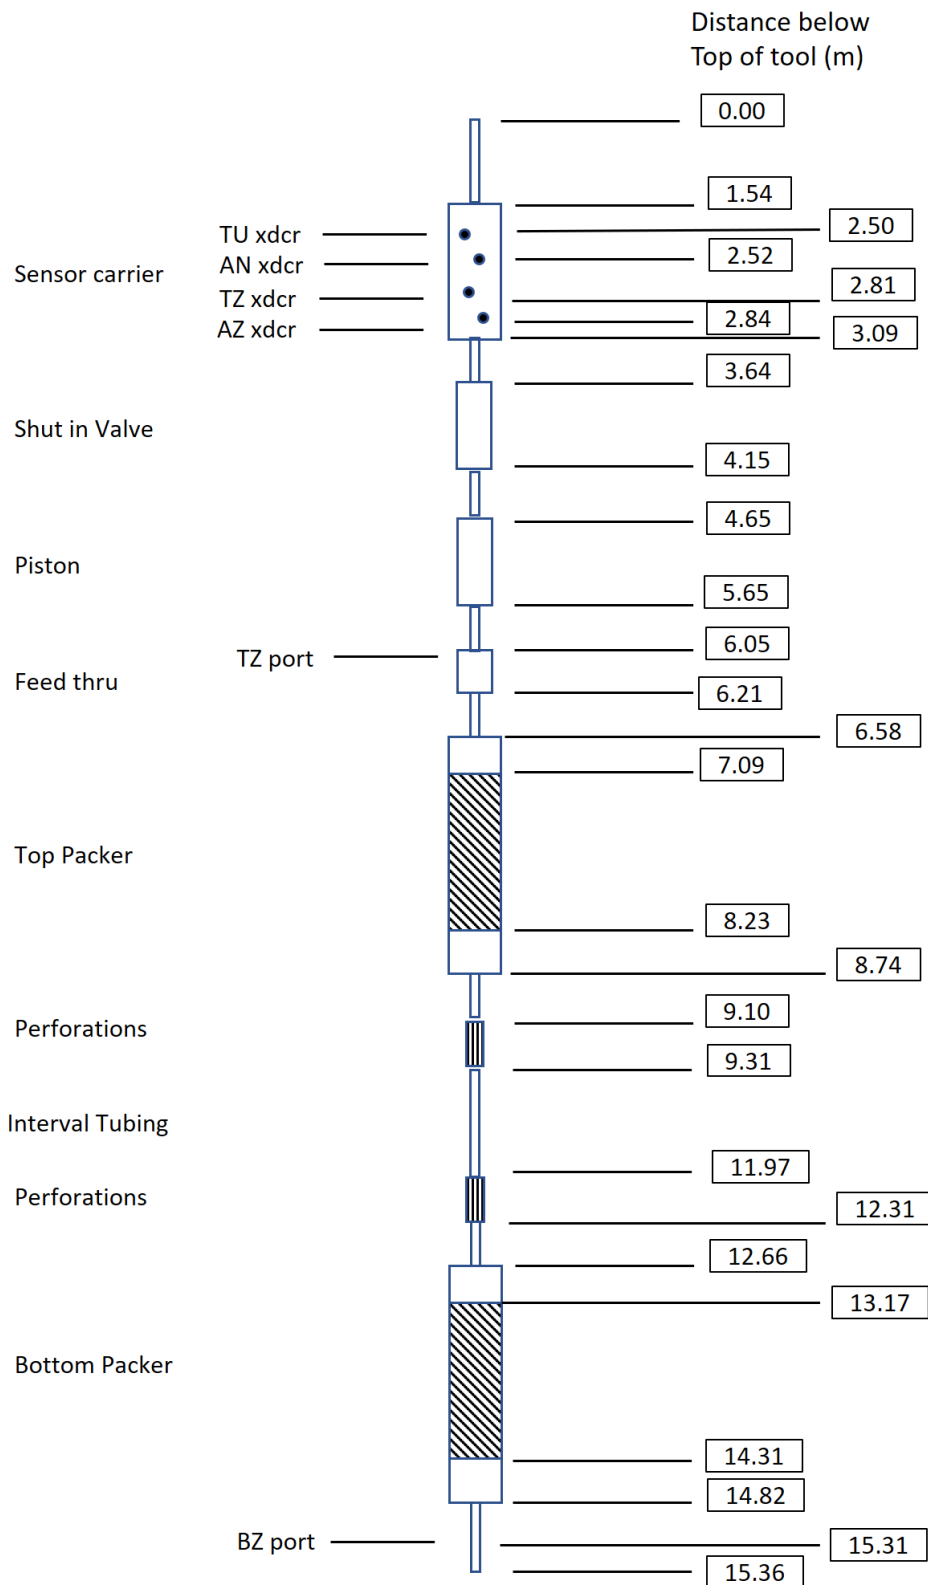 Distance below
Top of tool (m)
0.00
1.54
TU xdcr
2.50
AN xdcr
2.52
Sensor carrier
2.81
TZ xdcr
2.84
AZ xdcr
3.09
3.64
Shut in Valve
4.15
4.65
Piston
5.65
6.05
TZ port
Feed thru
6.21
6.58
7.09
Top Packer
8.23
8.74
9.10
Perforations
9.31
Interval Tubing
11.97
Perforations
12.31
12.66
13.17
Bottom Packer
14.31
14.82
BZ port
15.31
15.36